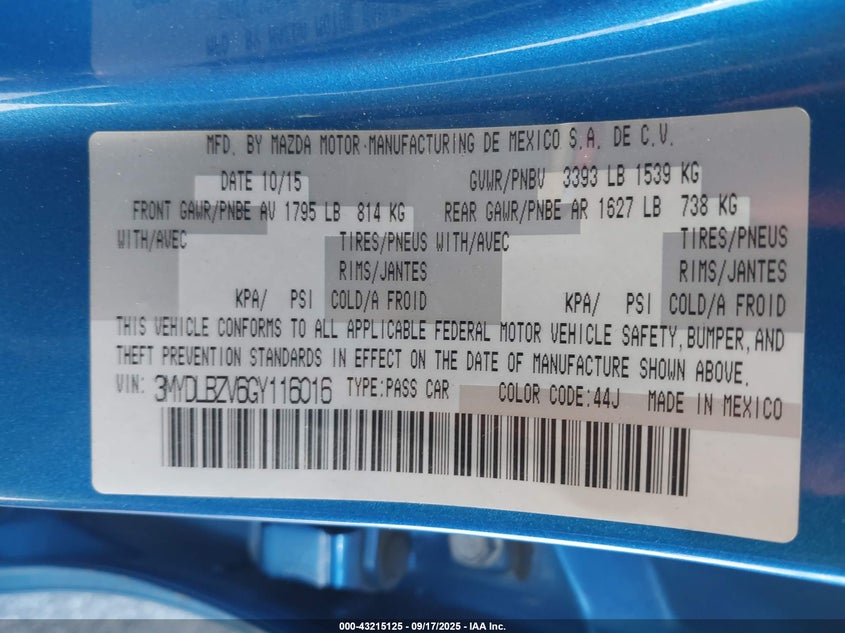 MFD. BY MAZDA MOTOR MANUFACTURING DE MEXICO S.A. DE C.V.
DATE 10/15 GVWR/PNBV 3393 LB 1539 KG
FRONT GAWR/PNBE AV 1795 LB 814 KG REAR GAWR/PNBE AR 1627 LB 738 KG
WITH/AVEC TIRES/PNEUS WITH/AVEC TIRES/PNEUS
RIMS/JANTES RIMS/JANTES
KPA/ PSI COLD/A FROID KPA/ PSI COLD/A FROID
THIS VEHICLE CONFORMS TO ALL APPLICABLE FEDERAL MOTOR VEHICLE SAFETY, BUMPER, AND
THEFT PREVENTION STANDARDS IN EFFECT ON THE DATE OF MANUFACTURE SHOWN ABOVE.
VIN: 3MYDLBZV6GY116016 TYPE:PASS CAR COLOR CODE:44J MADE IN MEXICO
000-43215125 - 09/17/2025 - IAA Inc.